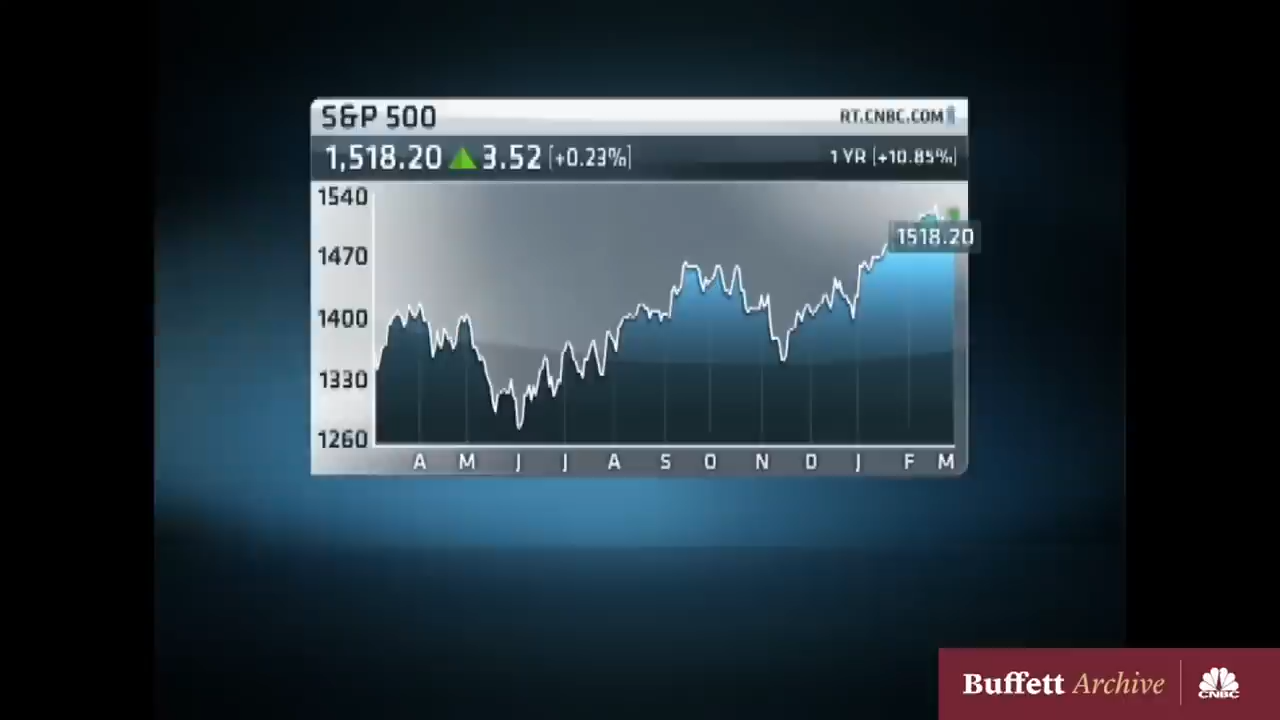 S&P 500
RT.CNBC.COM
1,518.20 ▲ 3.52 [+0.23%]
1 YR [+10.85%]
1540
1470
1400
1330
1260
1518.20
A M J J A S O N D J F M
Buffett Archive
CNBC